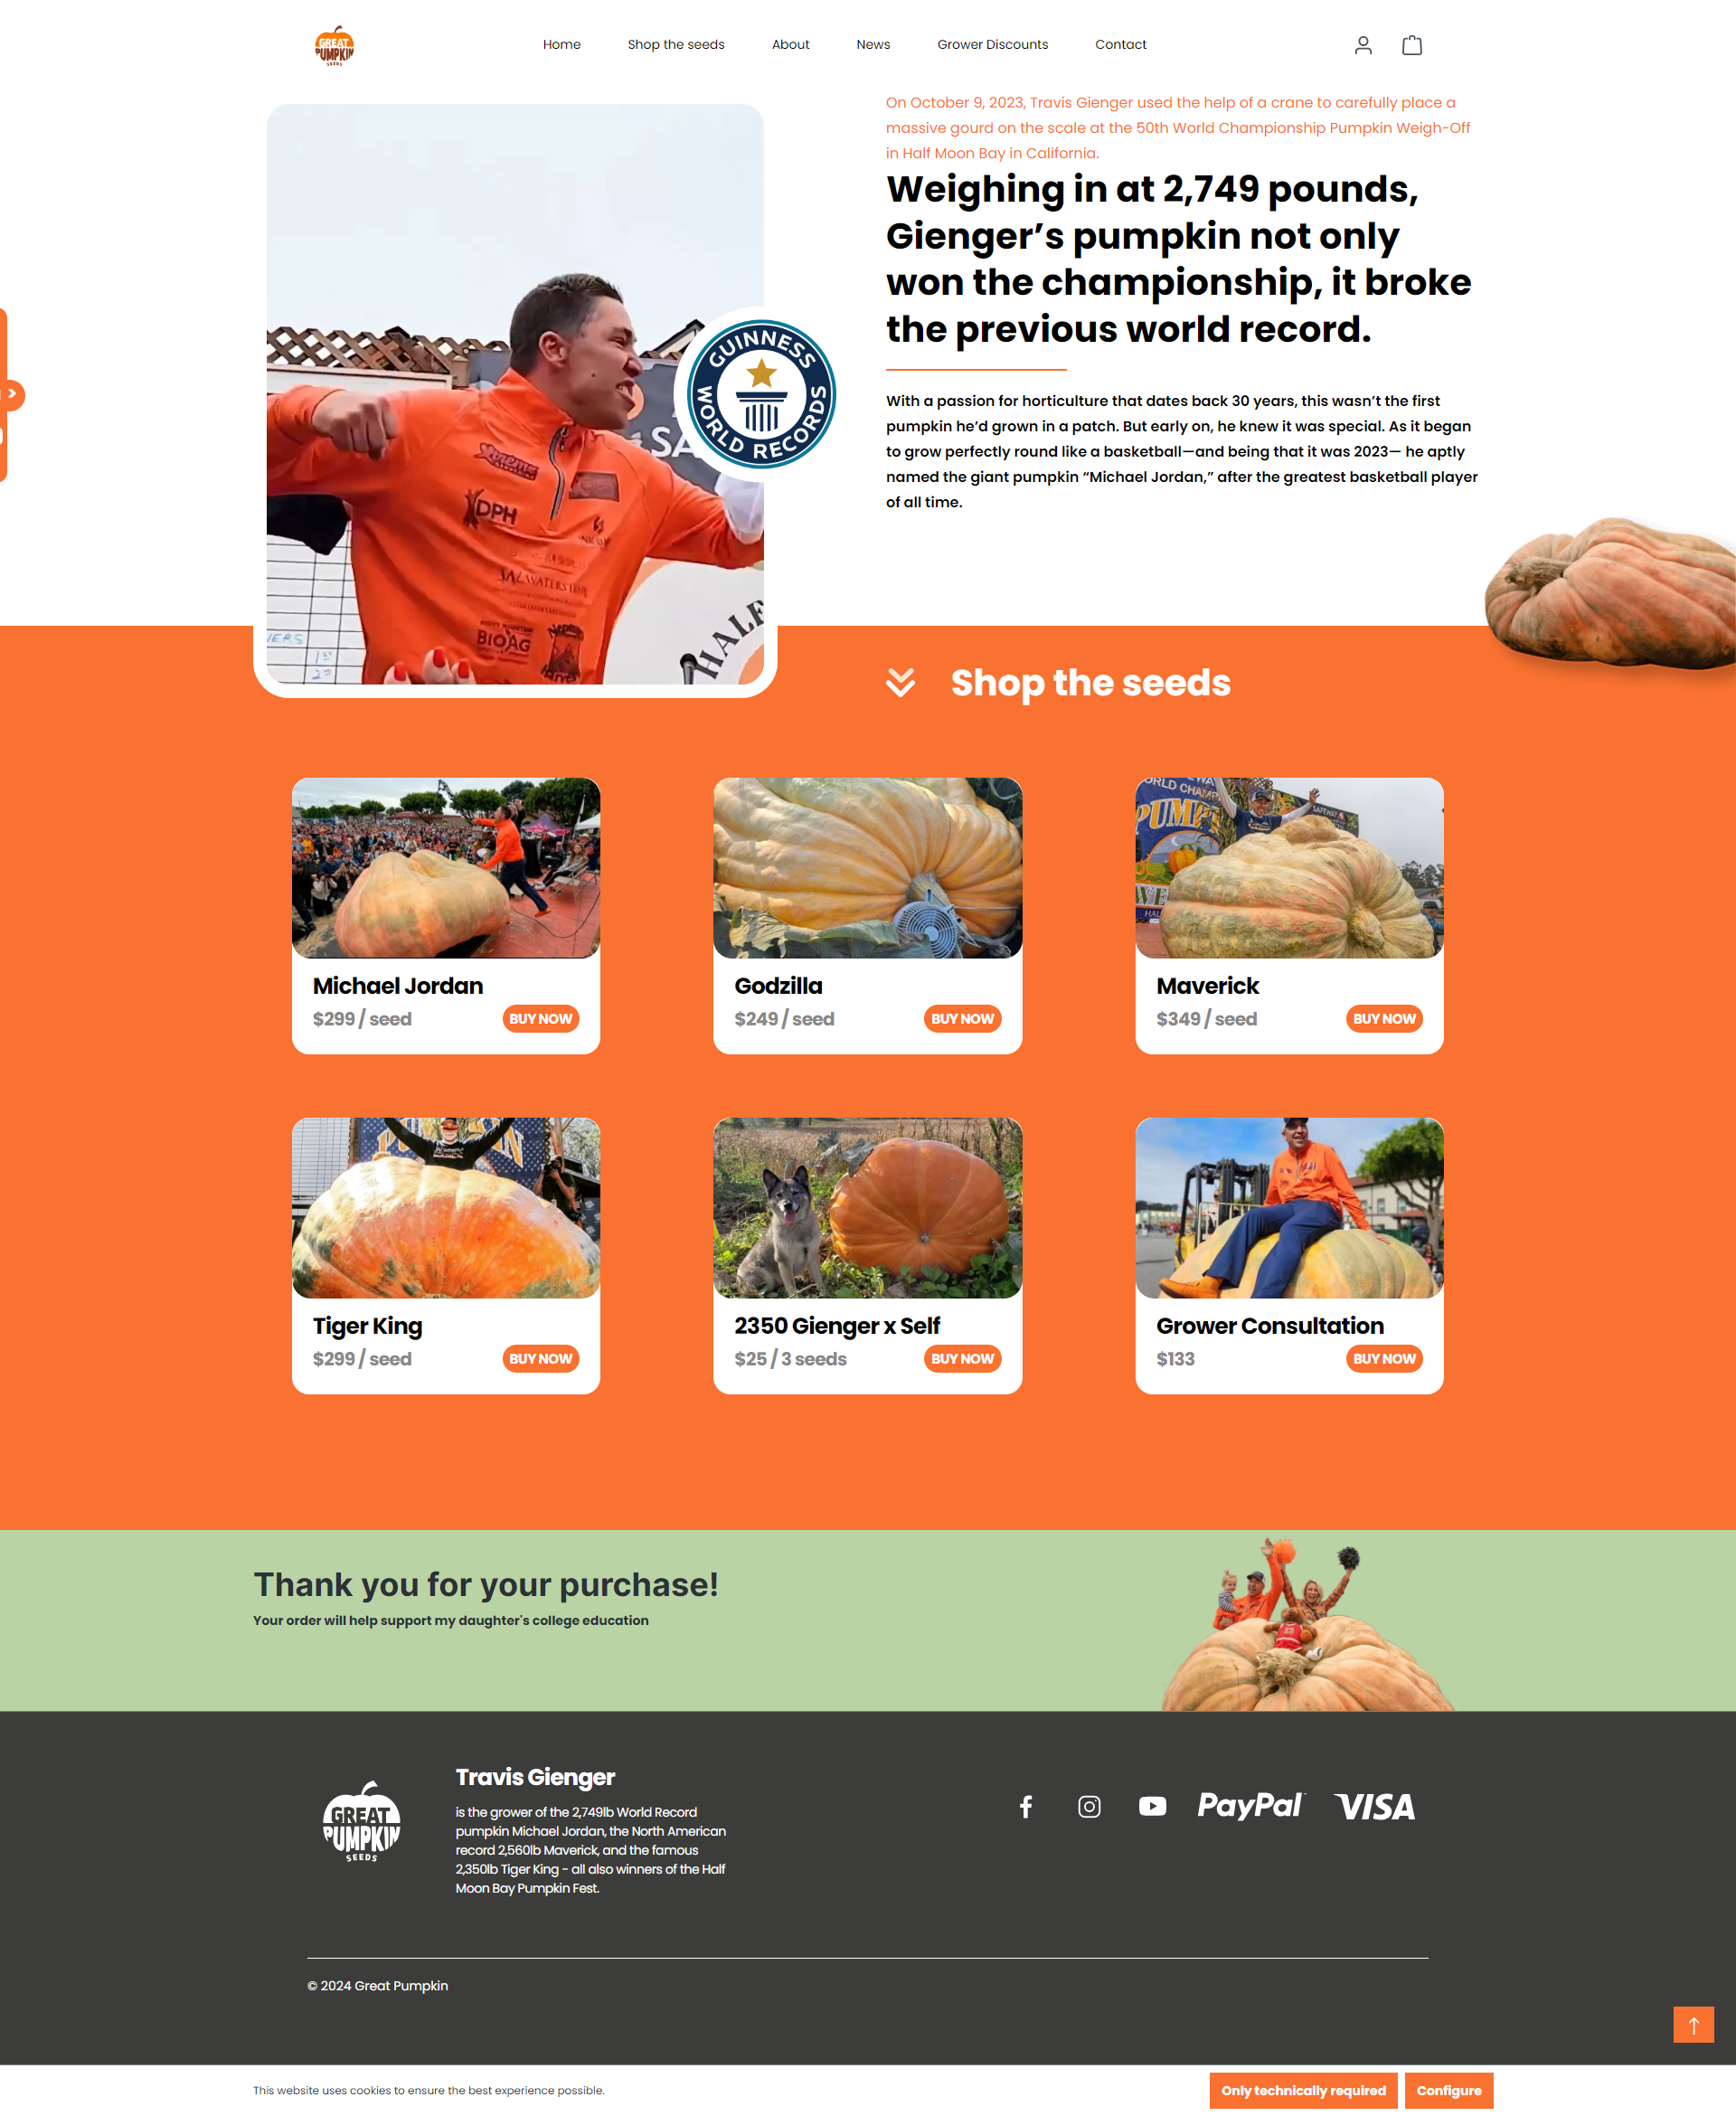 GREAT
PUMPKIN
SEEDS
Home
Shop the seeds
About
News
Grower Discounts
Contact
On October 9, 2023, Travis Gienger used the help of a crane to carefully place a
massive gourd on the scale at the 50th World Championship Pumpkin Weigh-Off
in Half Moon Bay in California.
Weighing in at 2,749 pounds,
Gienger’s pumpkin not only
won the championship, it broke
the previous world record.
GUINNESS
WORLD RECORDS
With a passion for horticulture that dates back 30 years, this wasn’t the first
pumpkin he’d grown in a patch. But early on, he knew it was special. As it began
to grow perfectly round like a basketball—and being that it was 2023— he aptly
named the giant pumpkin “Michael Jordan,” after the greatest basketball player
of all time.
SA
Xtreme
DPH
SALWATERSTEIN
BIOAG
HALF
Shop the seeds
Michael Jordan
$299 / seed
BUY NOW
Godzilla
$249 / seed
BUY NOW
Maverick
$349 / seed
BUY NOW
Tiger King
$299 / seed
BUY NOW
2350 Gienger x Self
$25 / 3 seeds
BUY NOW
Grower Consultation
$133
BUY NOW
Thank you for your purchase!
Your order will help support my daughter's college education
GREAT
PUMPKIN
SEEDS
Travis Gienger
is the grower of the 2,749lb World Record
pumpkin Michael Jordan, the North American
record 2,560lb Maverick, and the famous
2,350lb Tiger King - all also winners of the Half
Moon Bay Pumpkin Fest.
PayPal
VISA
© 2024 Great Pumpkin
This website uses cookies to ensure the best experience possible.
Only technically required
Configure